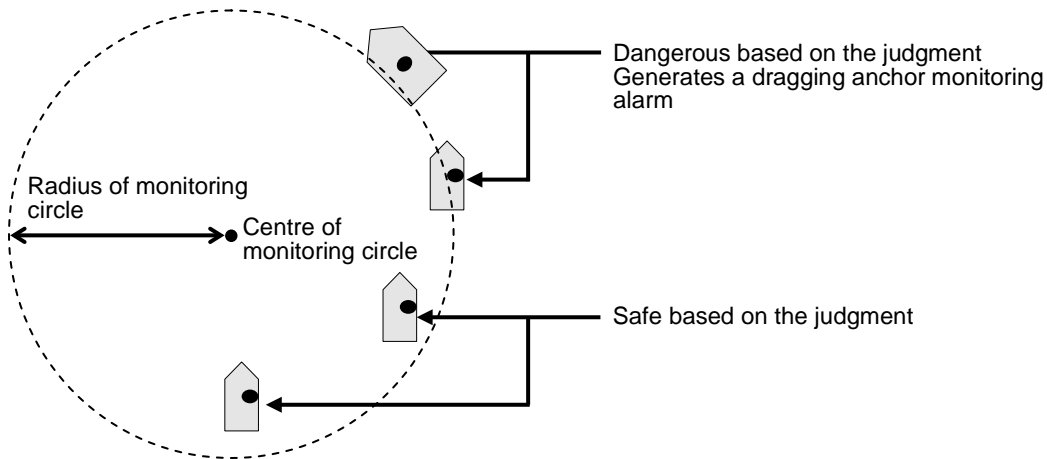 Dangerous based on the judgment
Generates a dragging anchor monitoring
alarm
Radius of monitoring
circle
Centre of
monitoring circle
Safe based on the judgment